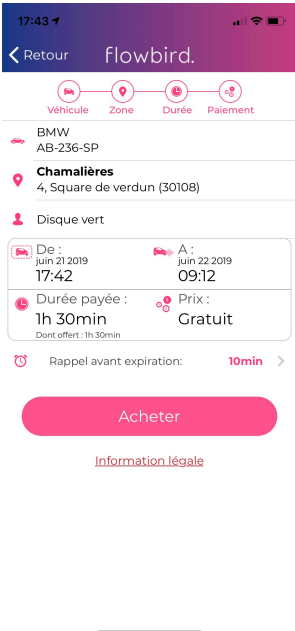 17:43
Retour
flowbird.
Véhicule Zone Durée Paiement
BMW
AB-236-SP
Chamalières
4, Square de verdun (30108)
Disque vert
De : A :
juin 21 2019 juin 22 2019
17:42 09:12
Durée payée : Prix :
1h 30min Gratuit
Dont offert : 1h 30min
Rappel avant expiration: 10min
Acheter
Information légale